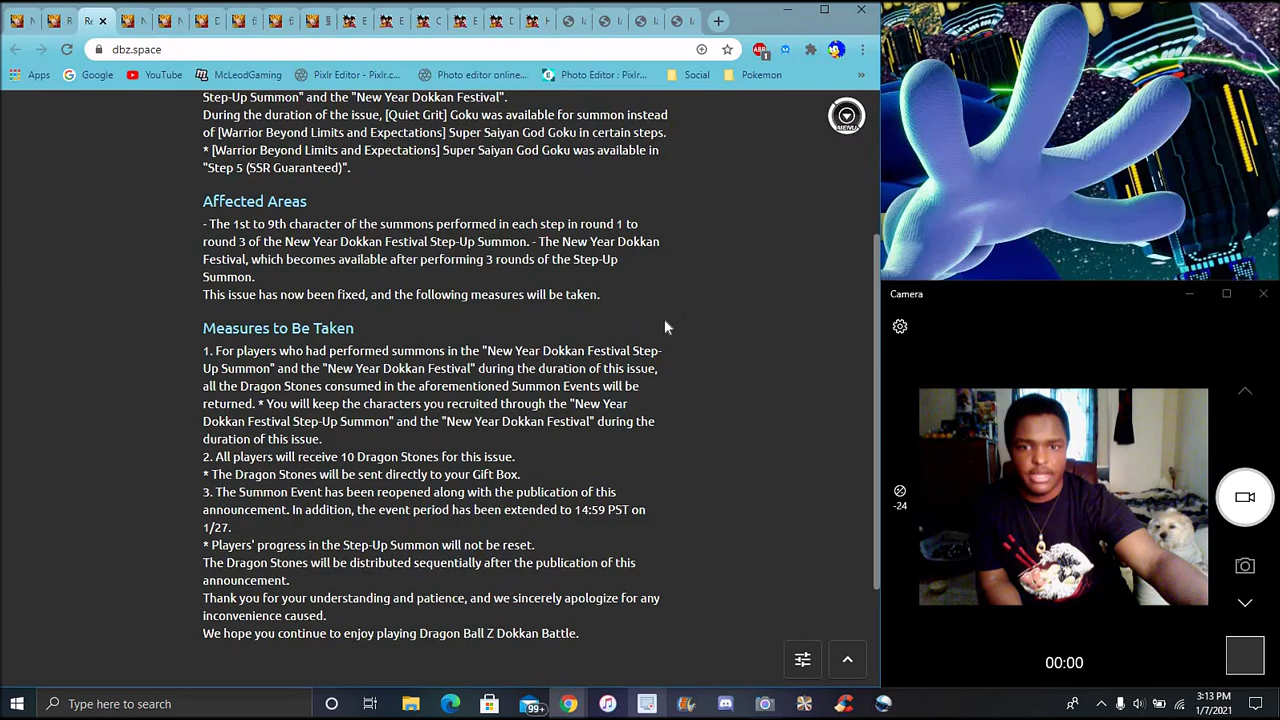 R
Re
N
N
D
E
E
C
E
D
H
dbz.space
ABP
1
Apps
Google
YouTube
McLeodGaming
Pixlr Editor - Pixlr.c...
Photo editor online...
Photo Editor : Pixlr...
Social
Pokemon
»
MENU
Step-Up Summon" and the "New Year Dokkan Festival".
During the duration of the issue, [Quiet Grit] Goku was available for summon instead
of [Warrior Beyond Limits and Expectations] Super Saiyan God Goku in certain steps.
* [Warrior Beyond Limits and Expectations] Super Saiyan God Goku was available in
"Step 5 (SSR Guaranteed)".
Affected Areas
- The 1st to 9th character of the summons performed in each step in round 1 to
round 3 of the New Year Dokkan Festival Step-Up Summon. - The New Year Dokkan
Festival, which becomes available after performing 3 rounds of the Step-Up
Summon.
This issue has now been fixed, and the following measures will be taken.
Measures to Be Taken
1. For players who had performed summons in the "New Year Dokkan Festival Step-
Up Summon" and the "New Year Dokkan Festival" during the duration of this issue,
all the Dragon Stones consumed in the aforementioned Summon Events will be
returned. * You will keep the characters you recruited through the "New Year
Dokkan Festival Step-Up Summon" and the "New Year Dokkan Festival" during the
duration of this issue.
2. All players will receive 10 Dragon Stones for this issue.
* The Dragon Stones will be sent directly to your Gift Box.
3. The Summon Event has been reopened along with the publication of this
announcement. In addition, the event period has been extended to 14:59 PST on
1/27.
* Players' progress in the Step-Up Summon will not be reset.
The Dragon Stones will be distributed sequentially after the publication of this
announcement.
Thank you for your understanding and patience, and we sincerely apologize for any
inconvenience caused.
We hope you continue to enjoy playing Dragon Ball Z Dokkan Battle.
Camera
-24
00:00
Type here to search
99+
3:13 PM
1/7/2021